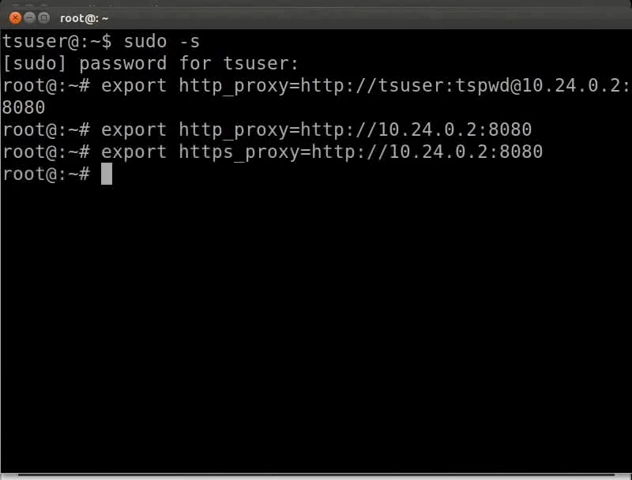 root@: ~
tsuser@:~$ sudo -s
[sudo] password for tsuser:
root@:~# export http_proxy=http://tsuser:tspwd@10.24.0.2:
8080
root@:~# export http_proxy=http://10.24.0.2:8080
root@:~# export https_proxy=http://10.24.0.2:8080
root@:~#